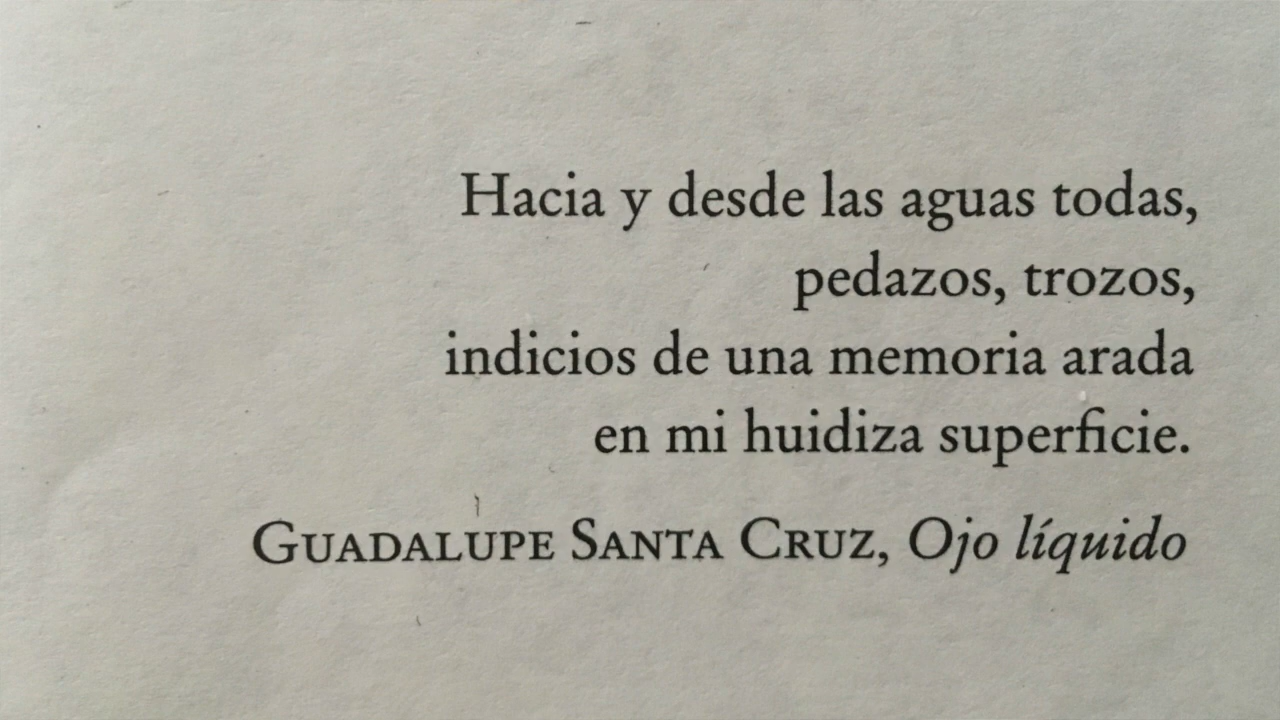 Hacia y desde las aguas todas,
pedazos, trozos,
indicios de una memoria arada
en mi huidiza superficie.
GUADALUPE SANTA CRUZ, Ojo líquido